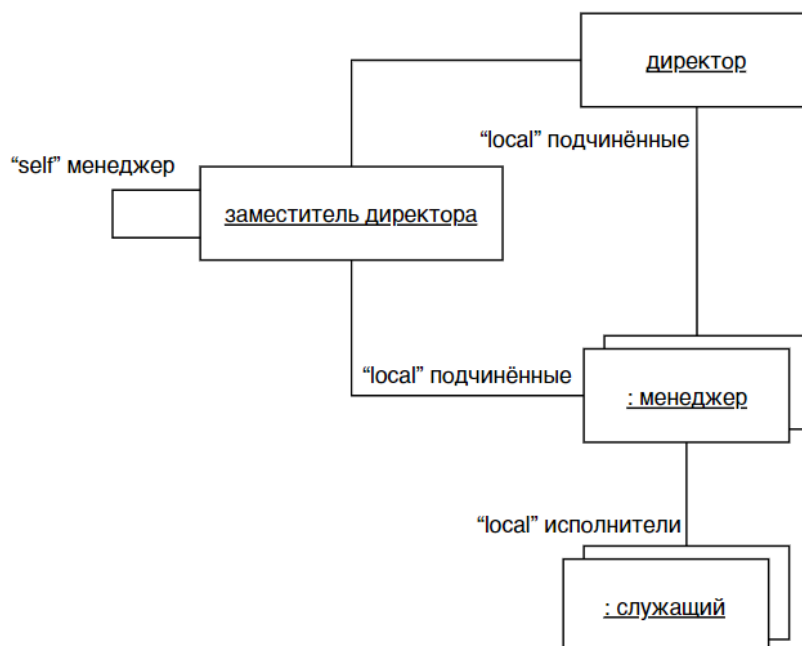 директор
“local” подчинённые
“self” менеджер
заместитель директора
“local” подчинённые
: менеджер
“local” исполнители
: служащий